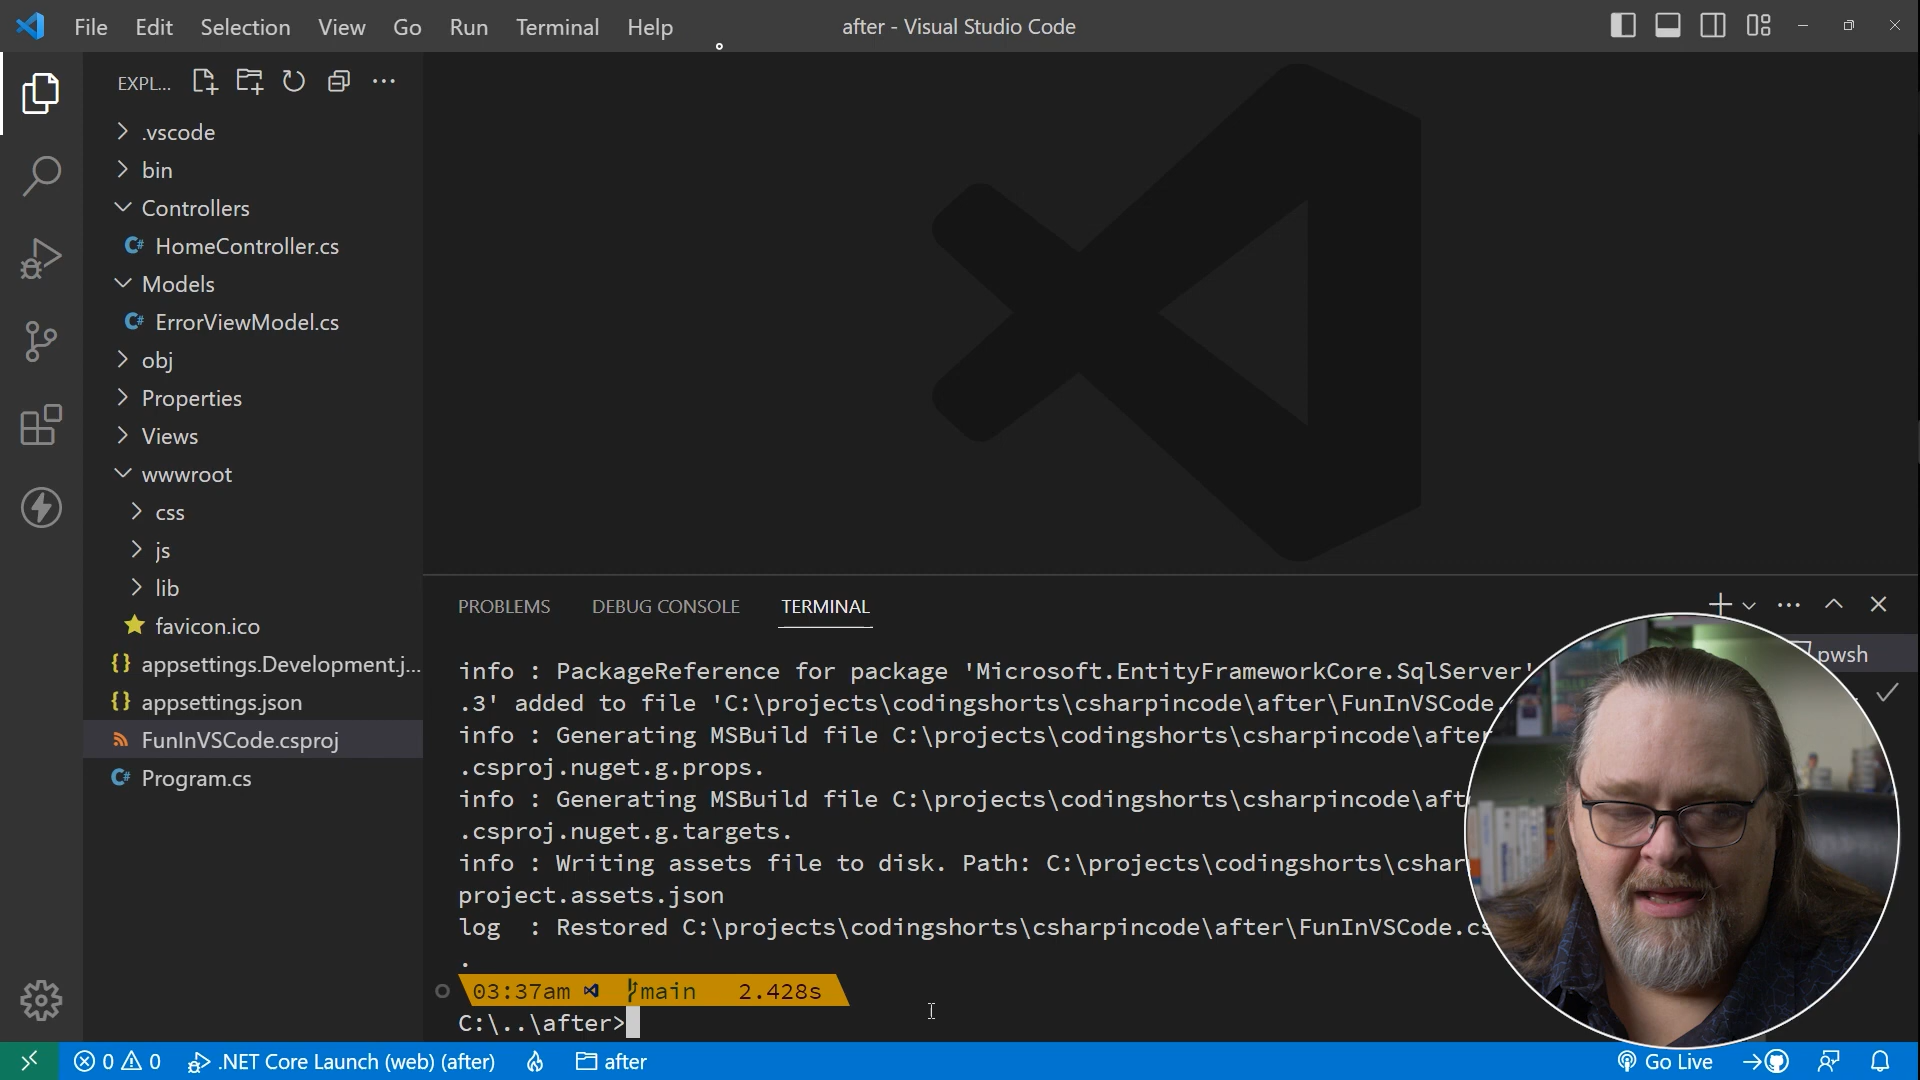 File Edit Selection View Go Run Terminal Help after - Visual Studio Code
EXPL...
.vscode
bin
Controllers
HomeController.cs
Models
ErrorViewModel.cs
obj
Properties
Views
wwwroot
css
js
lib
favicon.ico
appsettings.Development.j...
appsettings.json
FunInVSCode.csproj
Program.cs
PROBLEMS DEBUG CONSOLE TERMINAL
pwsh
info : PackageReference for package 'Microsoft.EntityFrameworkCore.SqlServer'
.3' added to file 'C:\projects\codingshorts\csharpincode\after\FunInVSCode.
info : Generating MSBuild file C:\projects\codingshorts\csharpincode\after
.csproj.nuget.g.props.
info : Generating MSBuild file C:\projects\codingshorts\csharpincode\aft
.csproj.nuget.g.targets.
info : Writing assets file to disk. Path: C:\projects\codingshorts\cshar
project.assets.json
log : Restored C:\projects\codingshorts\csharpincode\after\FunInVSCode.cs
.
03:37am main 2.428s
C:\..\after>
0 0 .NET Core Launch (web) (after) after Go Live